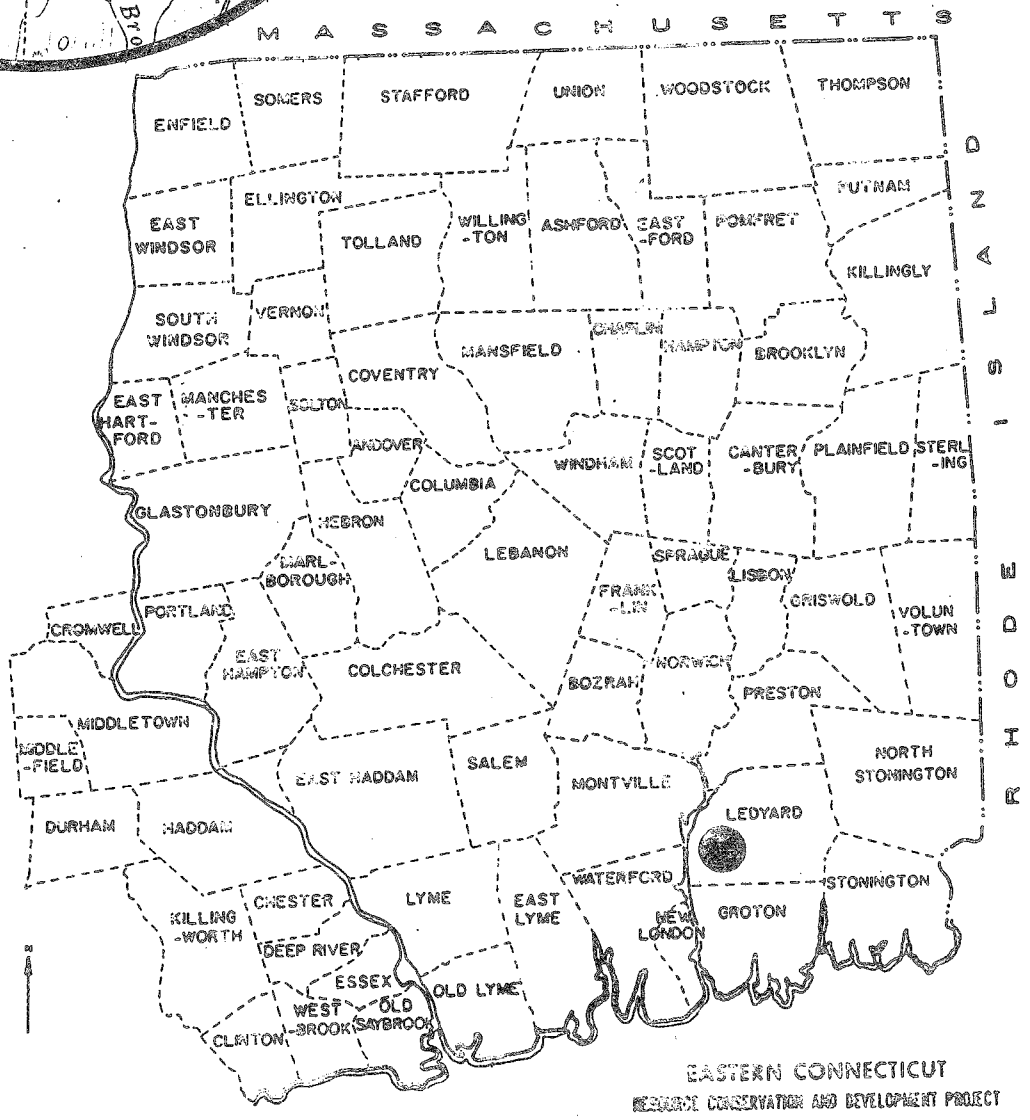 Bro
MASSACHUSETTS
SOMERS
STAFFORD
UNION
WOODSTOCK
THOMPSON
ENFIELD
PUTNAM
ELLINGTON
EAST
WINDSOR
TOLLAND
WILLING
-TON
ASHFORD
EAST
-FORD
POMFRET
KILLINGLY
SOUTH
WINDSOR
VERNON
MANSFIELD
CHAPLIN
HAMPTON
BROOKLYN
COVENTRY
EAST
HART-
FORD
MANCHES
-TER
BOLTON
ANDOVER
WINDHAM
SCOT
-LAND
CANTER
-BURY
PLAINFIELD
STERL
-ING
COLUMBIA
GLASTONBURY
HEBRON
LEBANON
MARL-
BOROUGH
FRANK
-LIN
SPRAGUE
LISBON
GRISWOLD
VOLUN
-TOWN
PORTLAND
CROMWELL
EAST
HAMPTON
COLCHESTER
BOZRAH
NORWICH
PRESTON
MIDDLETOWN
MIDDLE
-FIELD
EAST HADDAM
SALEM
MONTVILLE
NORTH
STONINGTON
LEDYARD
DURHAM
HADDAM
RHODE ISLAND
KILLING
-WORTH
CHESTER
LYME
EAST
LYME
WATERFORD
NEW
LONDON
GROTON
STONINGTON
DEEP RIVER
ESSEX
OLD LYME
WEST
-BROOK
OLD
SAYBROOK
CLINTON
EASTERN CONNECTICUT
RESOURCE CONSERVATION AND DEVELOPMENT PROJECT